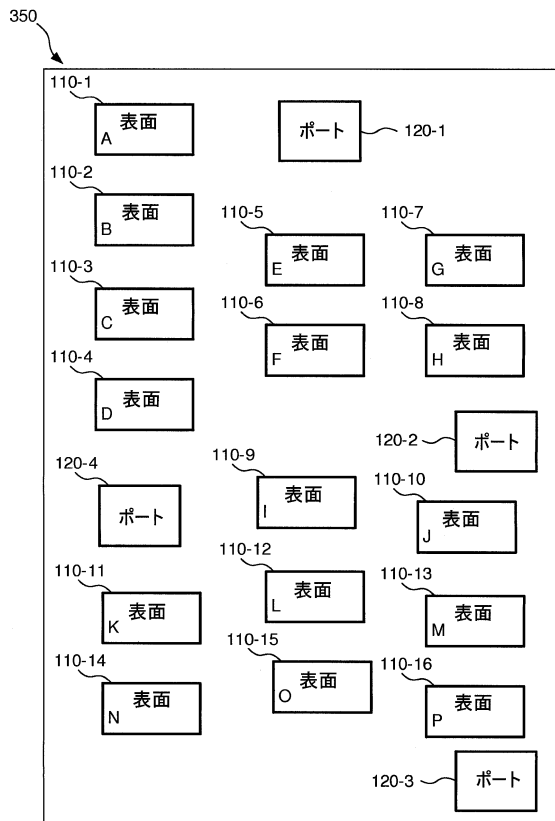 350
110-1
表面
A
ポート
120-1
110-2
表面
B
110-5
表面
E
110-7
表面
G
110-3
表面
C
110-6
表面
F
110-8
表面
H
110-4
表面
D
120-2
ポート
120-4
ポート
110-9
表面
I
110-10
表面
J
110-11
表面
K
110-12
表面
L
110-13
表面
M
110-14
表面
N
110-15
表面
O
110-16
表面
P
120-3
ポート